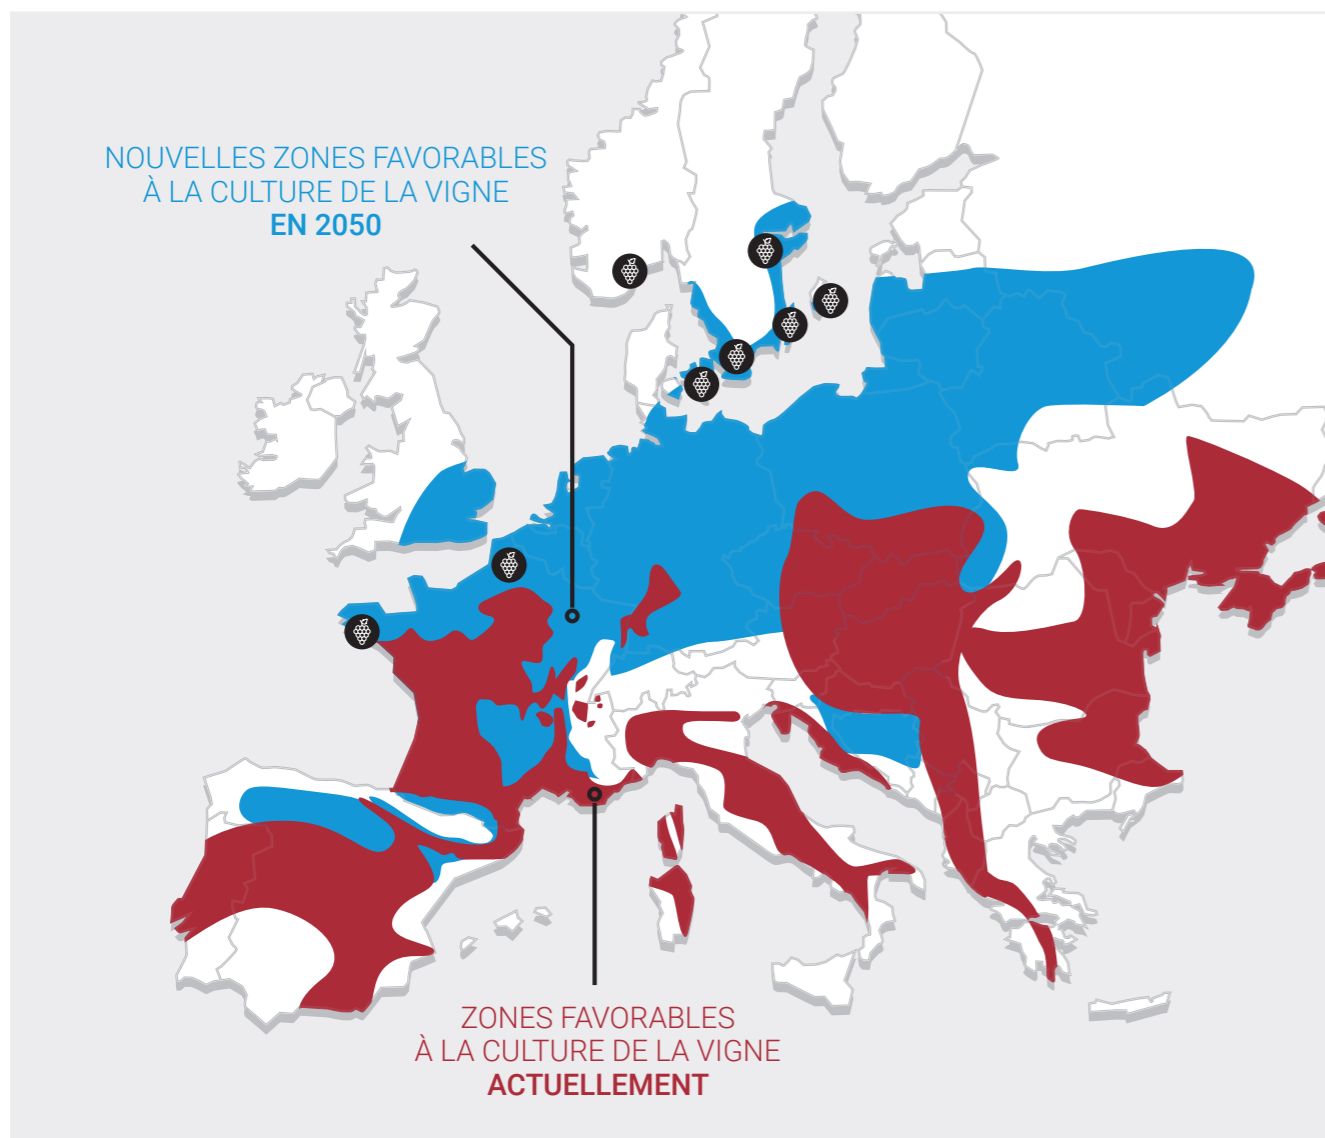 NOUVELLES ZONES FAVORABLES
À LA CULTURE DE LA VIGNE
EN 2050
ZONES FAVORABLES
À LA CULTURE DE LA VIGNE
ACTUELLEMENT